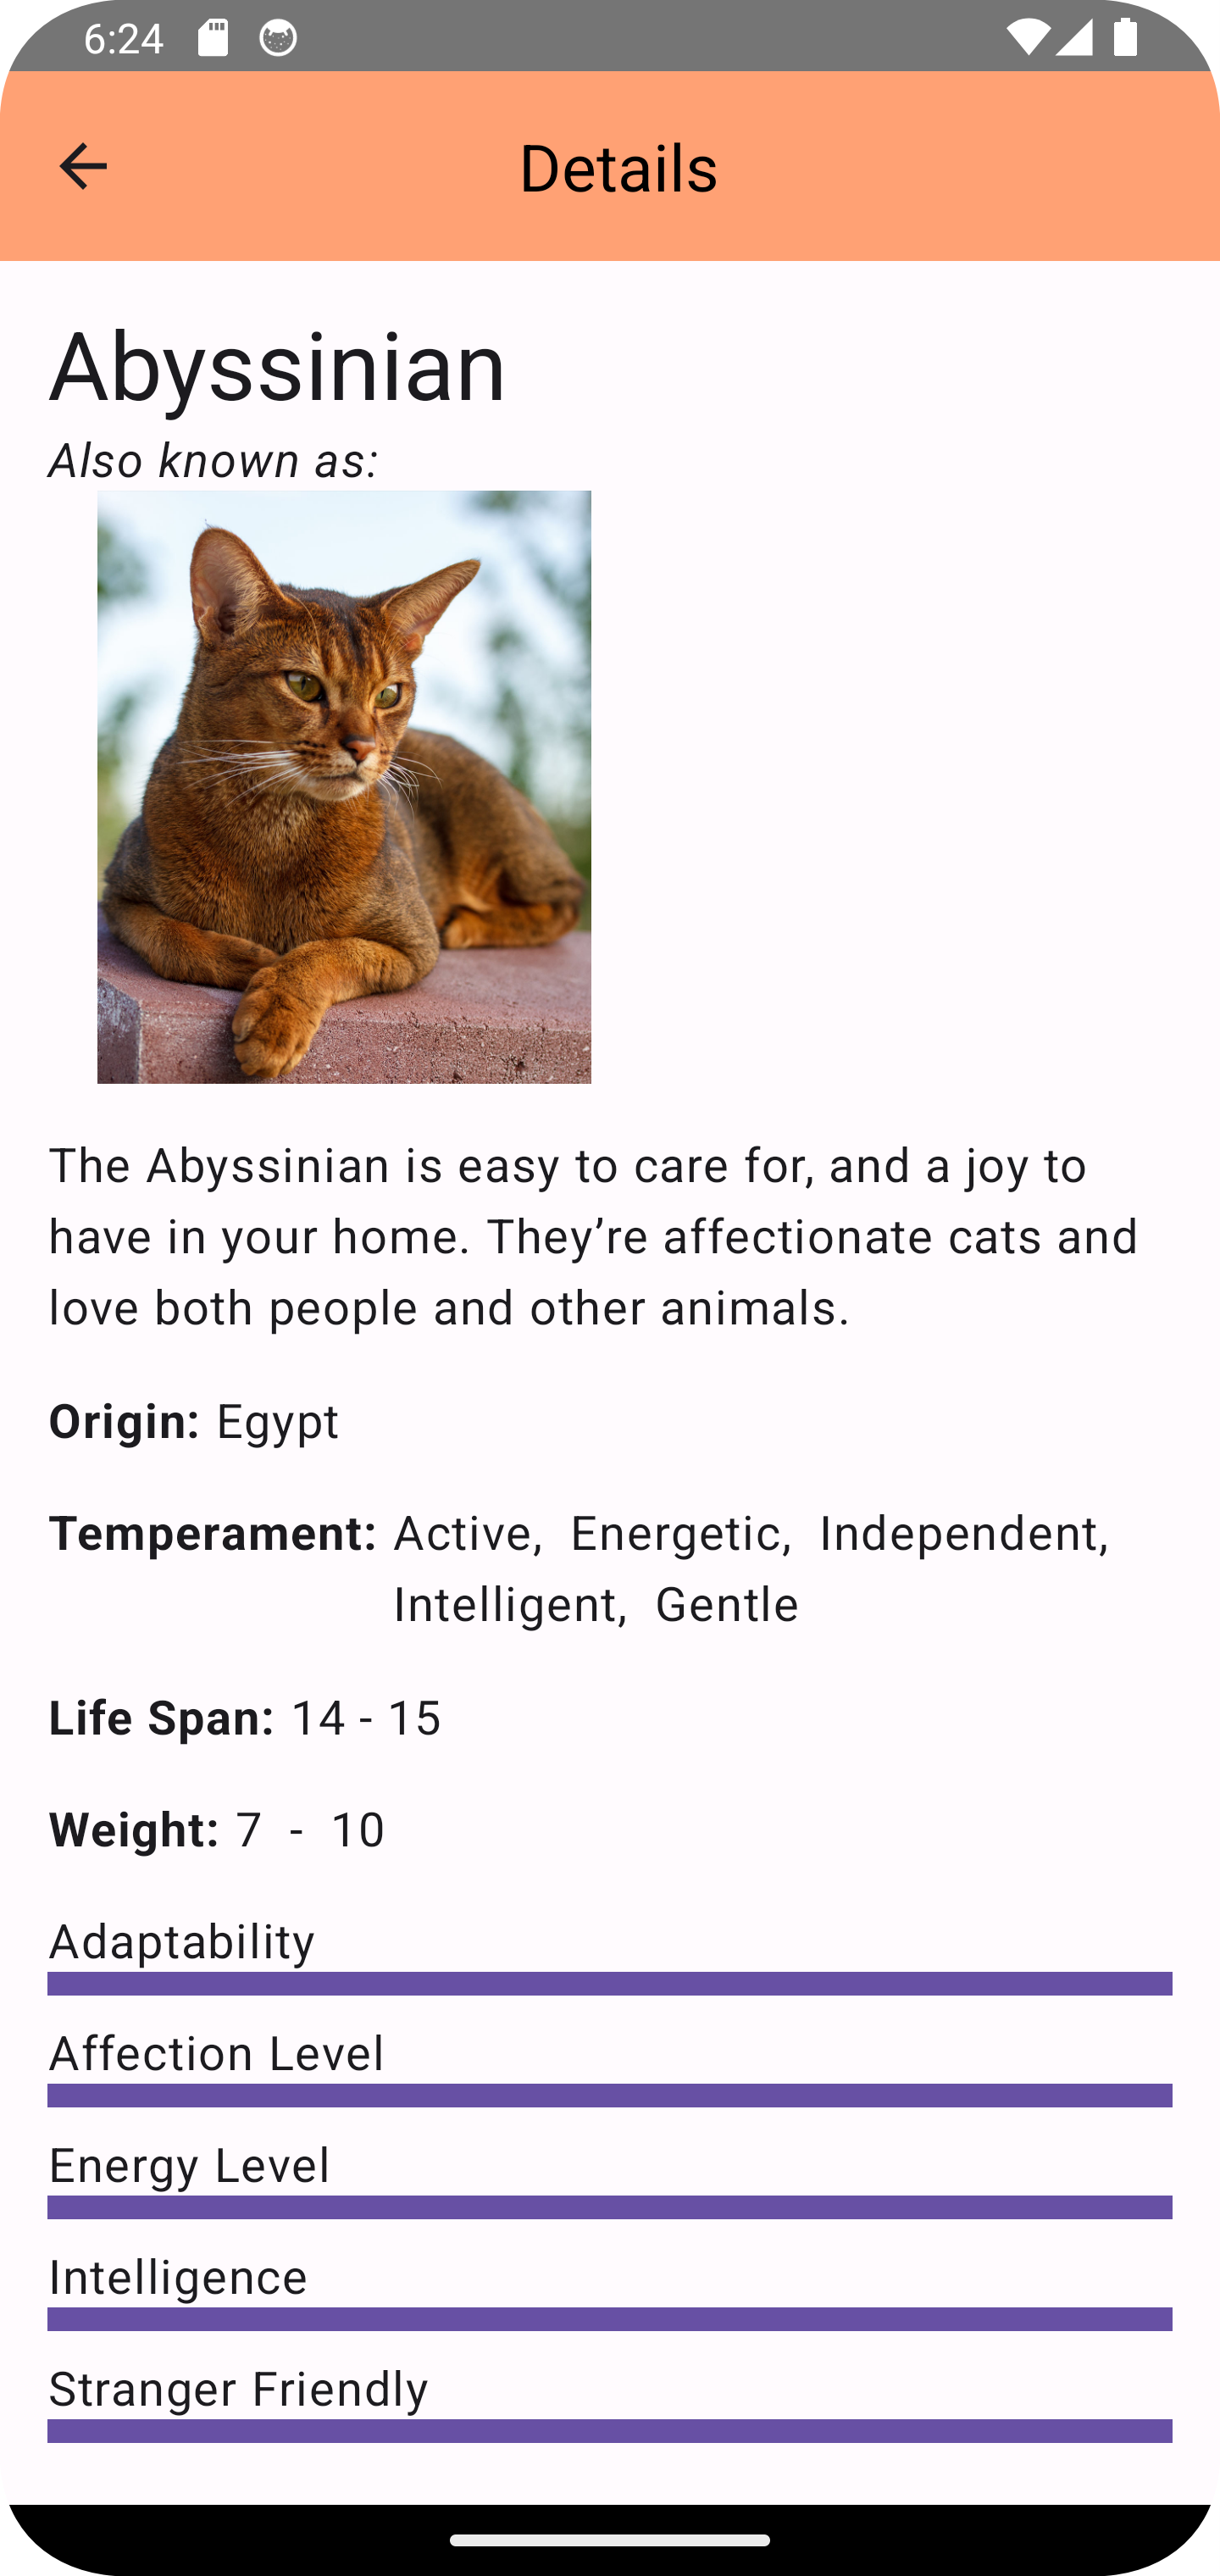 6:24
Details
Abyssinian
Also known as:
The Abyssinian is easy to care for, and a joy to
have in your home. They’re affectionate cats and
love both people and other animals.
Origin: Egypt
Temperament: Active, Energetic, Independent,
Intelligent, Gentle
Life Span: 14 - 15
Weight: 7 - 10
Adaptability
Affection Level
Energy Level
Intelligence
Stranger Friendly